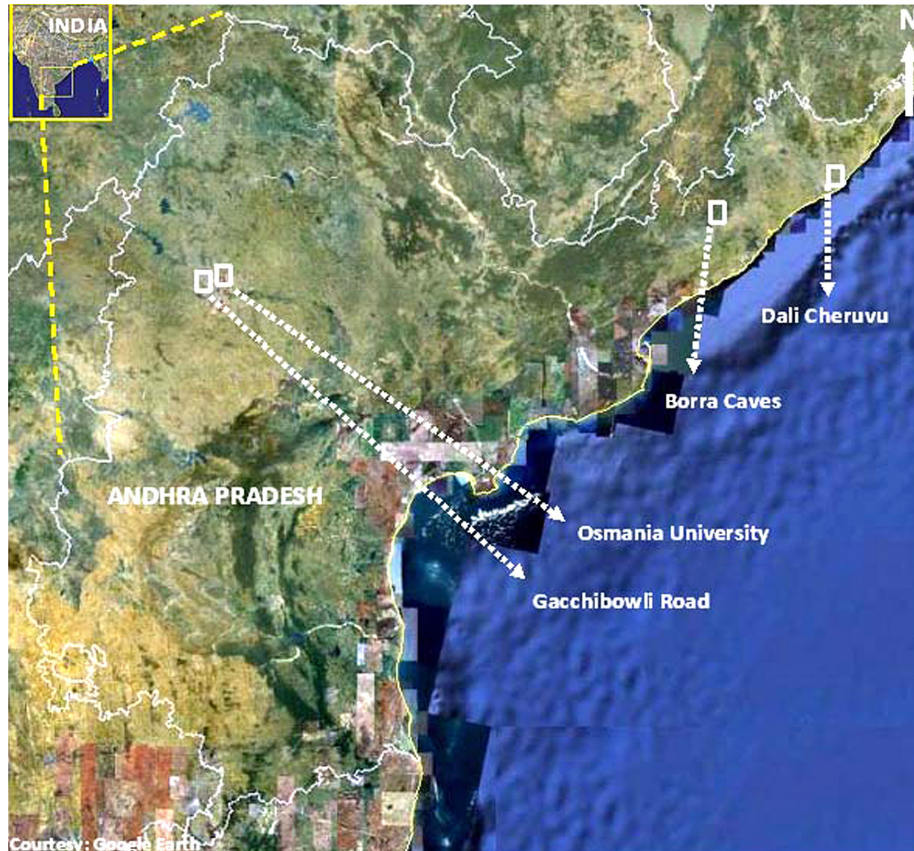 INDIA
N
Dali Cheruvu
Borra Caves
ANDHRA PRADESH
Osmania University
Gacchibowli Road
Courtesy: Google Earth